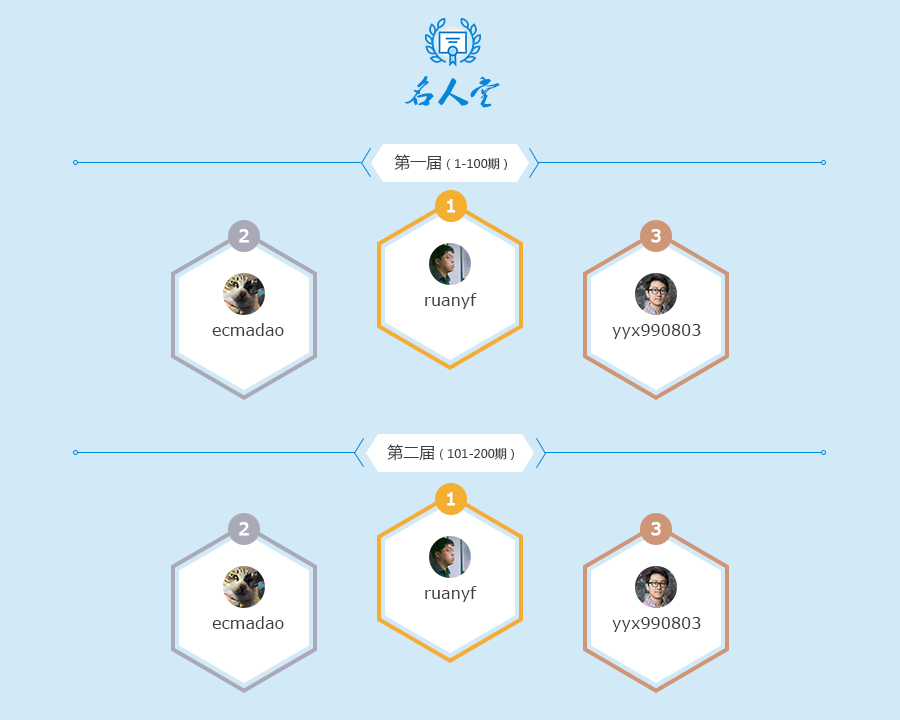 名人堂
第一届（1-100期）
1
2
3
ruanyf
ecmadao
yyx990803
第二届（101-200期）
1
2
3
ruanyf
ecmadao
yyx990803